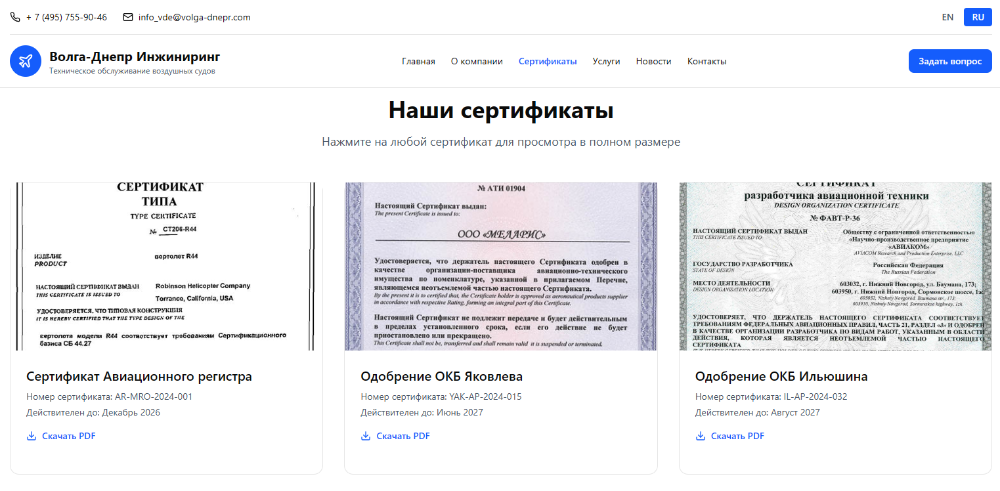 + 7 (495) 755-90-46 info_vde@volga-dnepr.com EN RU
Волга-Днепр Инжиниринг
Техническое обслуживание воздушных судов
Главная О компании Сертификаты Услуги Новости Контакты
Задать вопрос
Наши сертификаты
Нажмите на любой сертификат для просмотра в полном размере
СЕРТИФИКАТ
ТИПА
TYPE CERTIFICATE
№ СТ206-R44
ИЗДЕЛИЕ вертолет R44
PRODUCT
НАСТОЯЩИЙ СЕРТИФИКАТ ВЫДАН Robinson Helicopter Company
THIS CERTIFICATE IS ISSUED TO Torrance, California, USA
УДОСТОВЕРЯЕТСЯ, ЧТО ТИПОВАЯ КОНСТРУКЦИЯ
IT IS HEREBY CERTIFIED THAT THE TYPE DESIGN OF THE
вертолета модели R44 соответствует требованиям Сертификационного
базиса СБ 44.27
Сертификат Авиационного регистра
Номер сертификата: AR-MRO-2024-001
Действителен до: Декабрь 2026
Скачать PDF
№ АТИ 01904
Настоящий Сертификат выдан:
The present Certificate is issued to:
ООО «МЕЛАРИС»
Удостоверяется, что держатель настоящего Сертификата одобрен в
качестве организации-поставщика авиационно-технического
имущества по номенклатуре, указанной в прилагаемом Перечне,
являющемся неотъемлемой частью настоящего Сертификата.
By the present it is to certified that, the Certificate holder is approved as aeronautical products supplier
in accordance with respective Rating, forming an integral part of this Certificate.
Настоящий Сертификат не подлежит передаче и будет действительным
в пределах установленного срока, если его действие не будет
приостановлено или прекращено.
This Certificate shall not be, transferred and shall remain valid it is suspended or terminated.
Одобрение ОКБ Яковлева
Номер сертификата: YAK-AP-2024-015
Действителен до: Июнь 2027
Скачать PDF
СЕРТИФИКАТ
разработчика авиационной техники
DESIGN ORGANIZATION CERTIFICATE
№ ФАВТ-Р-36
НАСТОЯЩИЙ СЕРТИФИКАТ ВЫДАН Обществу с ограниченной ответственностью
THIS CERTIFICATE ISSUED TO «Научно-производственное предприятие
«АВИАКОМ»
AVIACOM Research and Production Enterprise, LLC
ГОСУДАРСТВО РАЗРАБОТЧИКА Российская Федерация
STATE OF DESIGN The Russian Federation
МЕСТО ДЕЯТЕЛЬНОСТИ 603032, г. Нижний Новгород, ул. Баумана, 173;
DESIGN ORGANISATION LOCATION 603950, г. Нижний Новгород, Сормовское шоссе, 1ж.
603032, Nizhniy Novgorod, Baumana str., 173;
603950, Nizhniy Novgorod, Sormovskoe highway, 1zh.
УДОСТОВЕРЯЕТ, ЧТО ДЕРЖАТЕЛЬ НАСТОЯЩЕГО СЕРТИФИКАТА СООТВЕТСТВУЕТ
ТРЕБОВАНИЯМ ФЕДЕРАЛЬНЫХ АВИАЦИОННЫХ ПРАВИЛ, ЧАСТЬ 21, РАЗДЕЛ «J» И ОДОБРЕН
В КАЧЕСТВЕ ОРГАНИЗАЦИИ РАЗРАБОТЧИКА ПО ВИДАМ РАБОТ, УКАЗАННЫМ В ОБЛАСТИ
ДЕЙСТВИЯ, КОТОРАЯ ЯВЛЯЕТСЯ НЕОТЪЕМЛЕМОЙ ЧАСТЬЮ НАСТОЯЩЕГО
СЕРТИФИКАТА
Одобрение ОКБ Ильюшина
Номер сертификата: IL-AP-2024-032
Действителен до: Август 2027
Скачать PDF